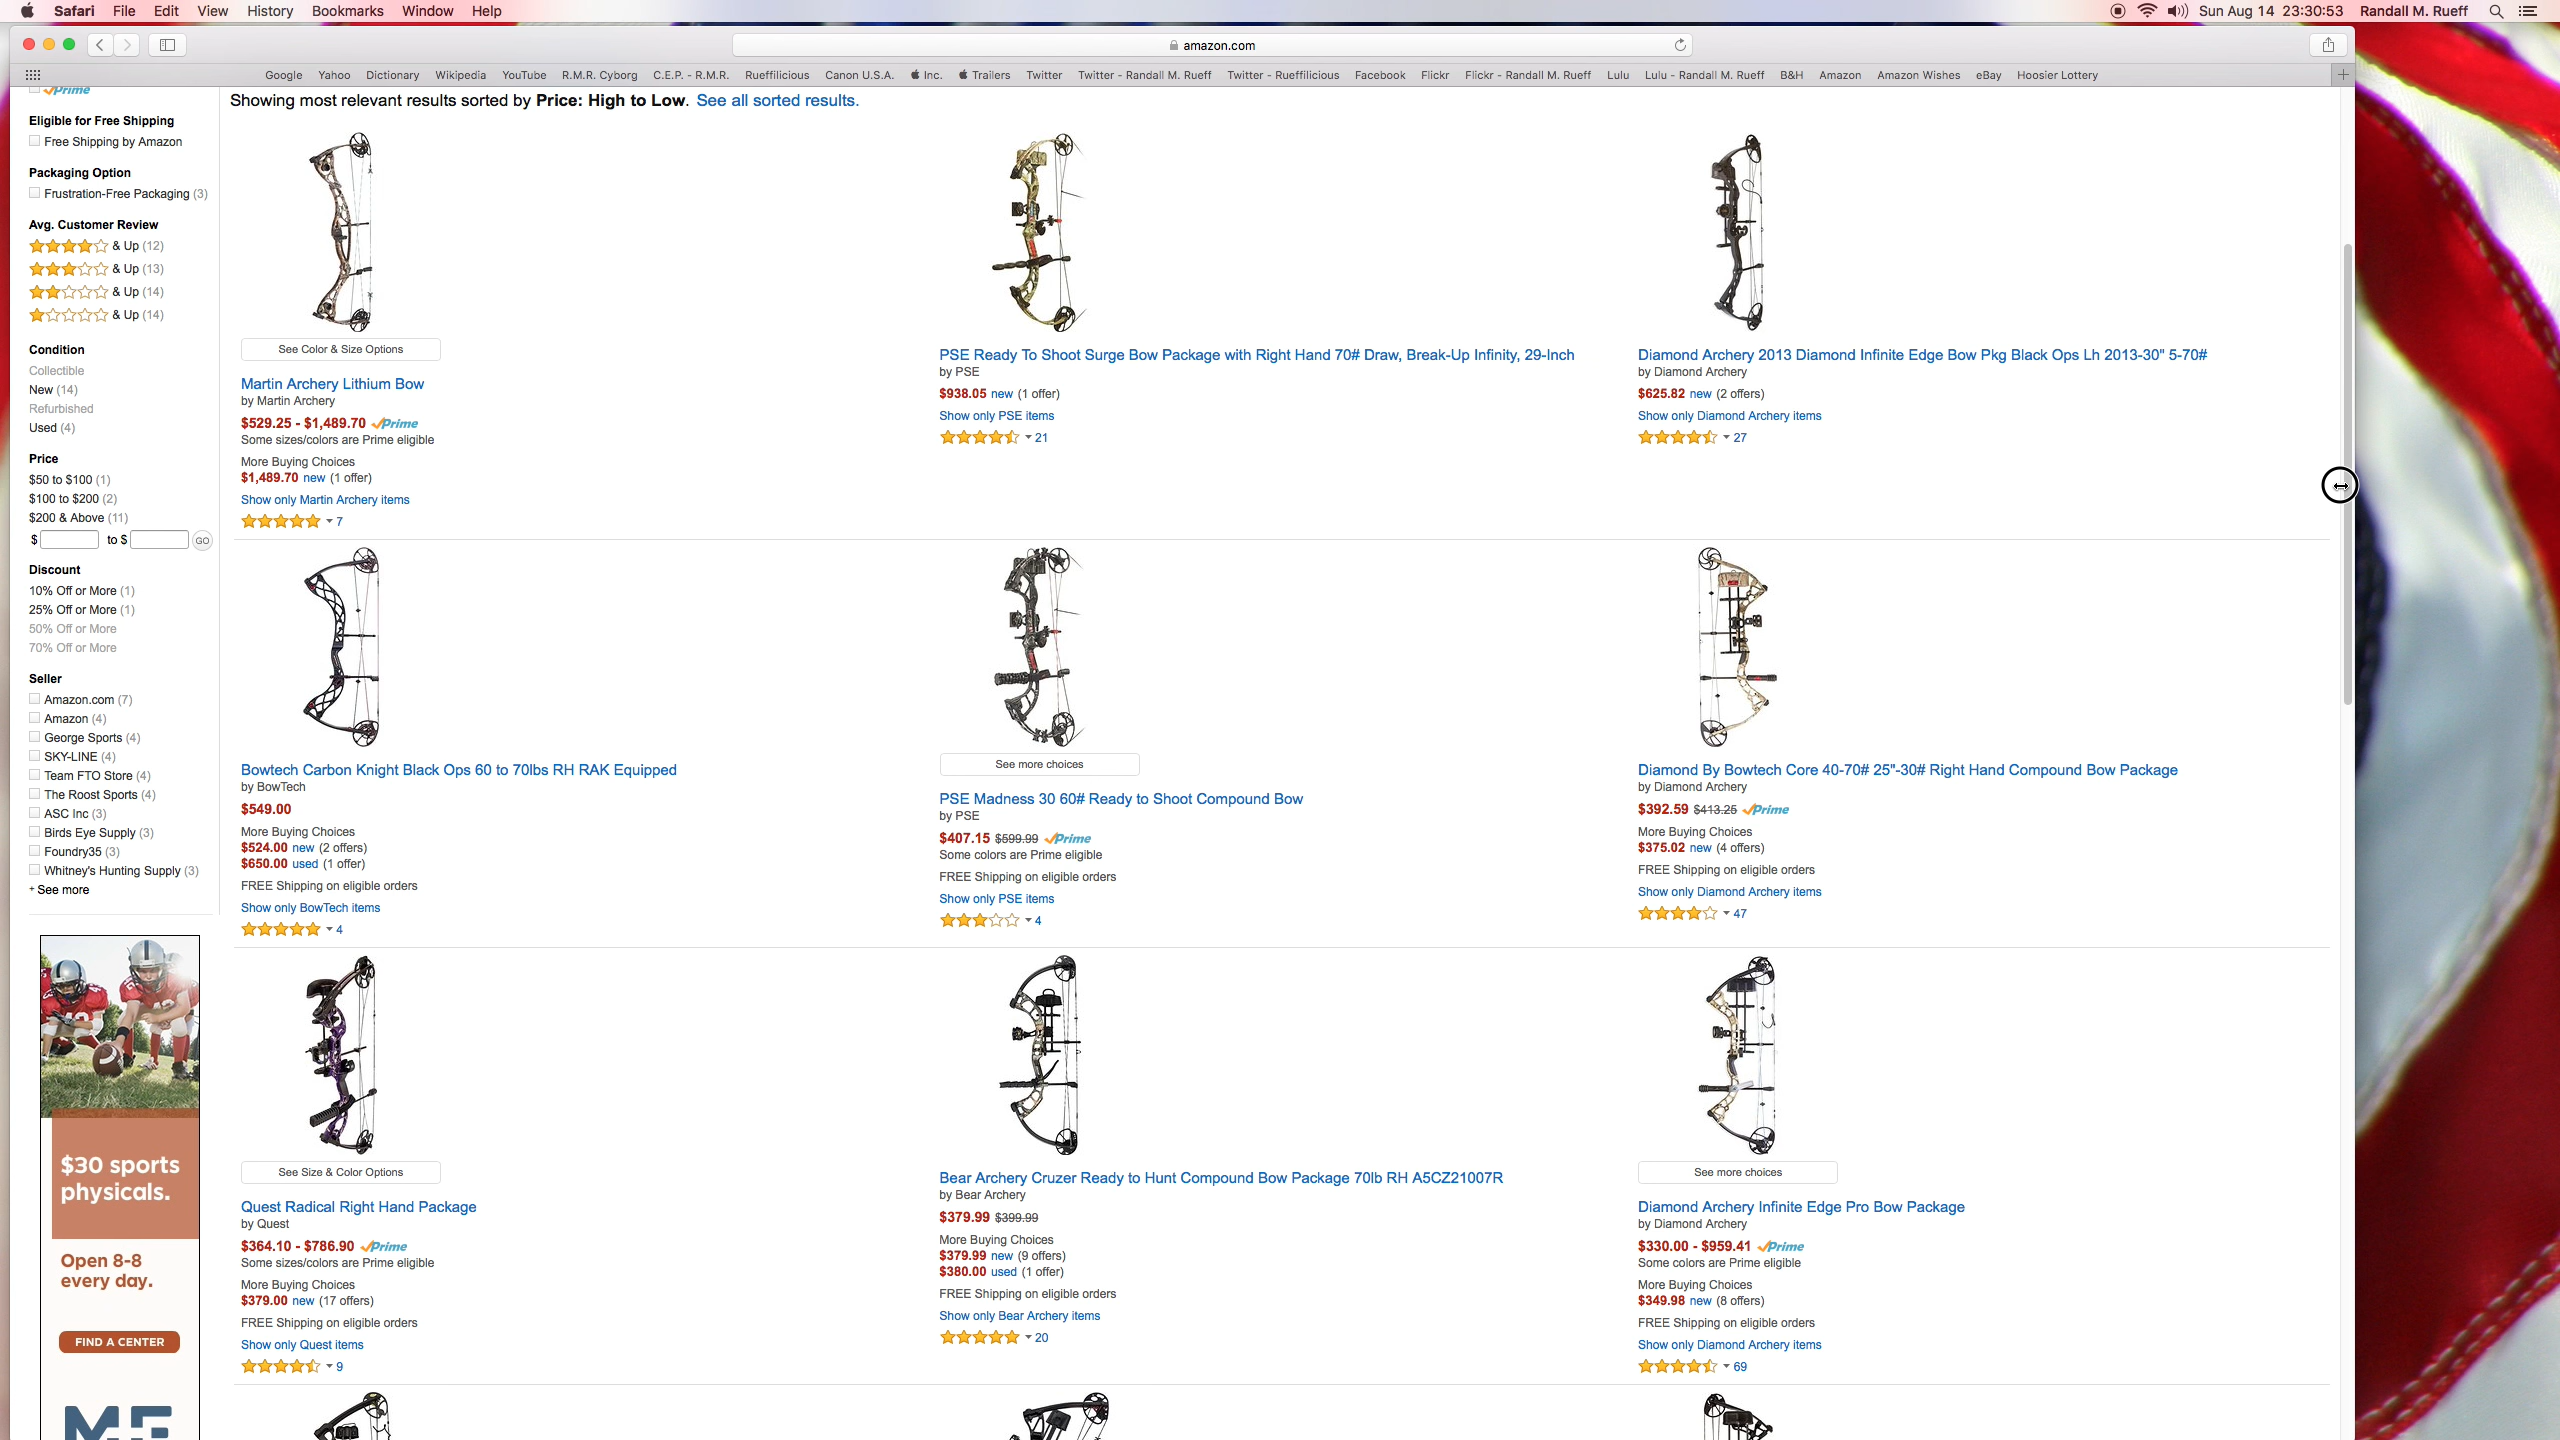 Safari File Edit View History Bookmarks Window Help Sun Aug 14 23:30:53 Randall M. Rueff
amazon.com
Google Yahoo Dictionary Wikipedia YouTube R.M.R. Cyborg C.E.P. - R.M.R. Rueffilicious Canon U.S.A. Inc. Trailers Twitter Twitter - Randall M. Rueff Twitter - Rueffilicious Facebook Flickr Flickr - Randall M. Rueff Lulu Lulu - Randall M. Rueff B&H Amazon Amazon Wishes eBay Hoosier Lottery
Prime
Eligible for Free Shipping
Free Shipping by Amazon
Packaging Option
Frustration-Free Packaging (3)
Avg. Customer Review
& Up (12)
& Up (13)
& Up (14)
& Up (14)
Condition
Collectible
New (14)
Refurbished
Used (4)
Price
$50 to $100 (1)
$100 to $200 (2)
$200 & Above (11)
$ to $ GO
Discount
10% Off or More (1)
25% Off or More (1)
50% Off or More
70% Off or More
Seller
Amazon.com (7)
Amazon (4)
George Sports (4)
SKY-LINE (4)
Team FTO Store (4)
The Roost Sports (4)
ASC Inc (3)
Birds Eye Supply (3)
Foundry35 (3)
Whitney's Hunting Supply (3)
+ See more
$30 sports
physicals.
Open 8-8
every day.
FIND A CENTER
Showing most relevant results sorted by Price: High to Low. See all sorted results.
See Color & Size Options
Martin Archery Lithium Bow
by Martin Archery
$529.25 - $1,489.70 Prime
Some sizes/colors are Prime eligible
More Buying Choices
$1,489.70 new (1 offer)
Show only Martin Archery items
7
PSE Ready To Shoot Surge Bow Package with Right Hand 70# Draw, Break-Up Infinity, 29-Inch
by PSE
$938.05 new (1 offer)
Show only PSE items
21
Diamond Archery 2013 Diamond Infinite Edge Bow Pkg Black Ops Lh 2013-30" 5-70#
by Diamond Archery
$625.82 new (2 offers)
Show only Diamond Archery items
27
Bowtech Carbon Knight Black Ops 60 to 70lbs RH RAK Equipped
by BowTech
$549.00
More Buying Choices
$524.00 new (2 offers)
$650.00 used (1 offer)
FREE Shipping on eligible orders
Show only BowTech items
4
See more choices
PSE Madness 30 60# Ready to Shoot Compound Bow
by PSE
$407.15 $599.99 Prime
Some colors are Prime eligible
FREE Shipping on eligible orders
Show only PSE items
4
Diamond By Bowtech Core 40-70# 25"-30# Right Hand Compound Bow Package
by Diamond Archery
$392.59 $413.25 Prime
More Buying Choices
$375.02 new (4 offers)
FREE Shipping on eligible orders
Show only Diamond Archery items
47
See Size & Color Options
Quest Radical Right Hand Package
by Quest
$364.10 - $786.90 Prime
Some sizes/colors are Prime eligible
More Buying Choices
$379.00 new (17 offers)
FREE Shipping on eligible orders
Show only Quest items
9
Bear Archery Cruzer Ready to Hunt Compound Bow Package 70lb RH A5CZ21007R
by Bear Archery
$379.99 $399.99
More Buying Choices
$379.99 new (9 offers)
$380.00 used (1 offer)
FREE Shipping on eligible orders
Show only Bear Archery items
20
See more choices
Diamond Archery Infinite Edge Pro Bow Package
by Diamond Archery
$330.00 - $959.41 Prime
Some colors are Prime eligible
More Buying Choices
$349.98 new (8 offers)
FREE Shipping on eligible orders
Show only Diamond Archery items
69